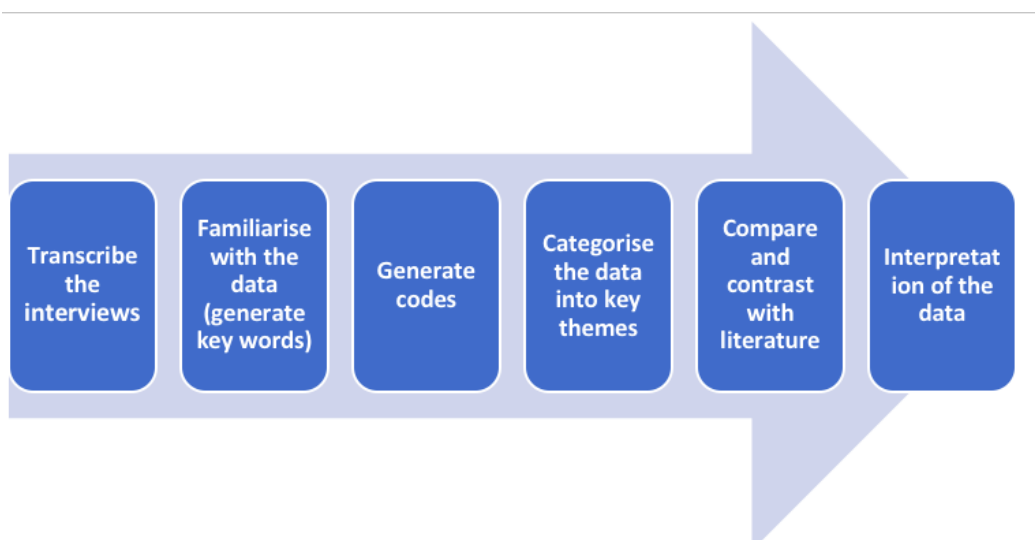 Transcribe
the
interviews
Familiarise
with the
data
(generate
key words)
Generate
codes
Categorise
the data
into key
themes
Compare
and
contrast
with
literature
Interpretat
ion of the
data